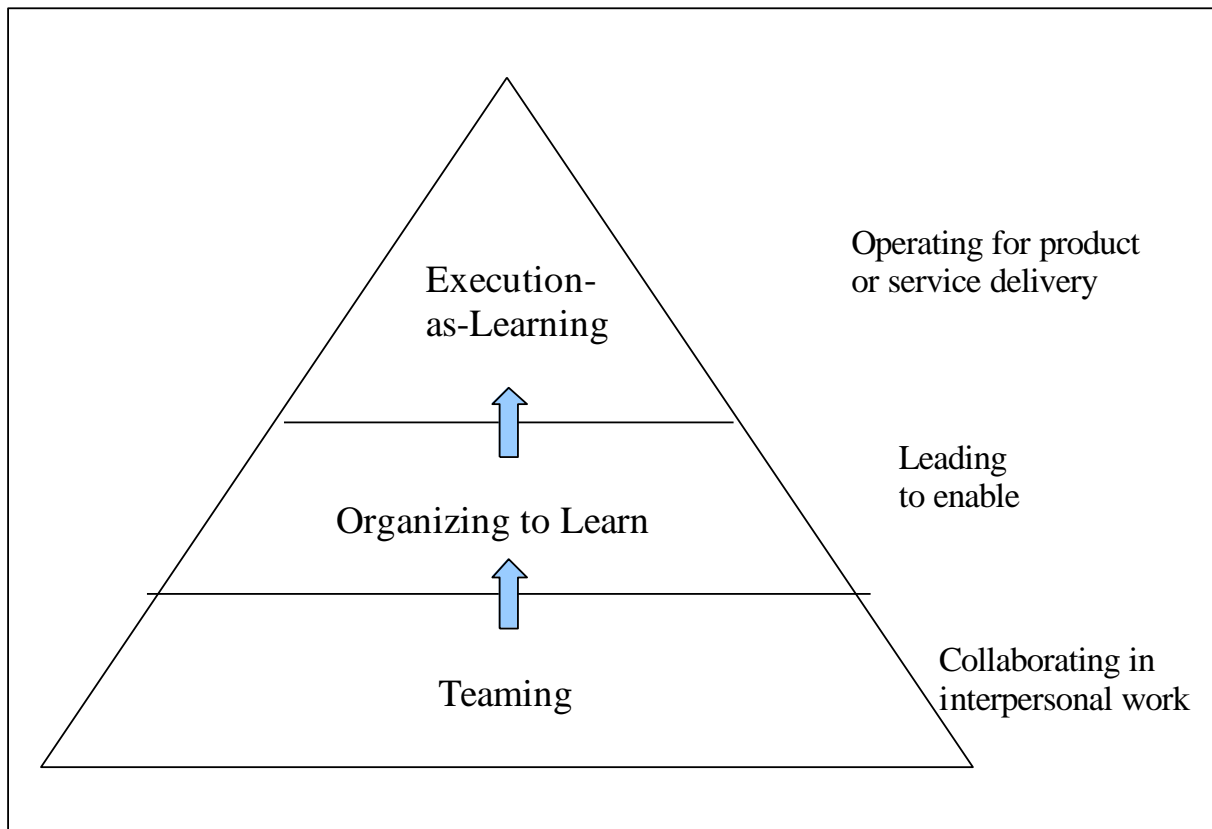 Operating for product
or service delivery
Execution-
as-Learning
Leading
to enable
Organizing to Learn
Collaborating in
interpersonal work
Teaming